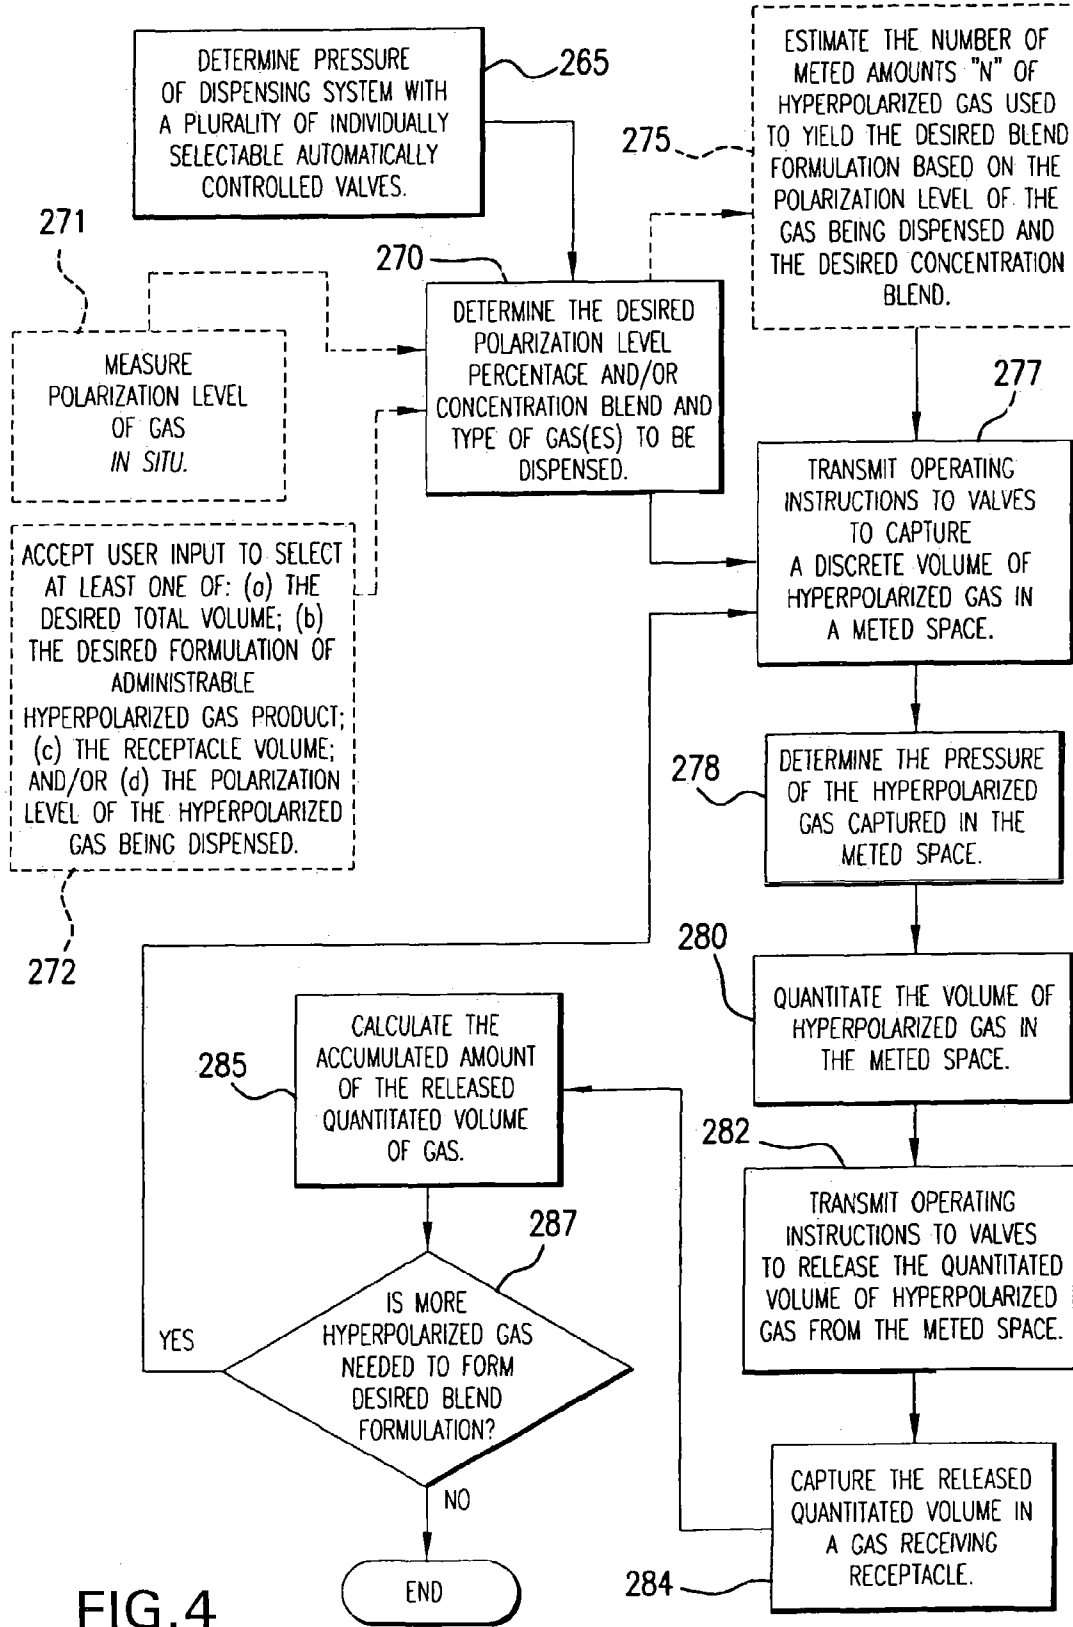 DETERMINE PRESSURE
OF DISPENSING SYSTEM WITH
A PLURALITY OF INDIVIDUALLY
SELECTABLE AUTOMATICALLY
CONTROLLED VALVES.
265
ESTIMATE THE NUMBER OF
METED AMOUNTS "N" OF
HYPERPOLARIZED GAS USED
TO YIELD THE DESIRED BLEND
FORMULATION BASED ON THE
POLARIZATION LEVEL OF THE
GAS BEING DISPENSED AND
THE DESIRED CONCENTRATION
BLEND.
275
271
MEASURE
POLARIZATION LEVEL
OF GAS
IN SITU.
270
DETERMINE THE DESIRED
POLARIZATION LEVEL
PERCENTAGE AND/OR
CONCENTRATION BLEND AND
TYPE OF GAS(ES) TO BE
DISPENSED.
277
TRANSMIT OPERATING
INSTRUCTIONS TO VALVES
TO CAPTURE
A DISCRETE VOLUME OF
HYPERPOLARIZED GAS IN
A METED SPACE.
ACCEPT USER INPUT TO SELECT
AT LEAST ONE OF: (a) THE
DESIRED TOTAL VOLUME; (b)
THE DESIRED FORMULATION OF
ADMINISTRABLE
HYPERPOLARIZED GAS PRODUCT;
(c) THE RECEPTACLE VOLUME;
AND/OR (d) THE POLARIZATION
LEVEL OF THE HYPERPOLARIZED
GAS BEING DISPENSED.
272
278
DETERMINE THE PRESSURE
OF THE HYPERPOLARIZED
GAS CAPTURED IN THE
METED SPACE.
280
QUANTITATE THE VOLUME OF
HYPERPOLARIZED GAS IN
THE METED SPACE.
282
TRANSMIT OPERATING
INSTRUCTIONS TO VALVES
TO RELEASE THE QUANTITATED
VOLUME OF HYPERPOLARIZED
GAS FROM THE METED SPACE.
CAPTURE THE RELEASED
QUANTITATED VOLUME IN
A GAS RECEIVING
RECEPTACLE.
284
285
CALCULATE THE
ACCUMULATED AMOUNT
OF THE RELEASED
QUANTITATED VOLUME
OF GAS.
287
IS MORE
HYPERPOLARIZED GAS
NEEDED TO FORM
DESIRED BLEND
FORMULATION?
YES
NO
END
FIG.4